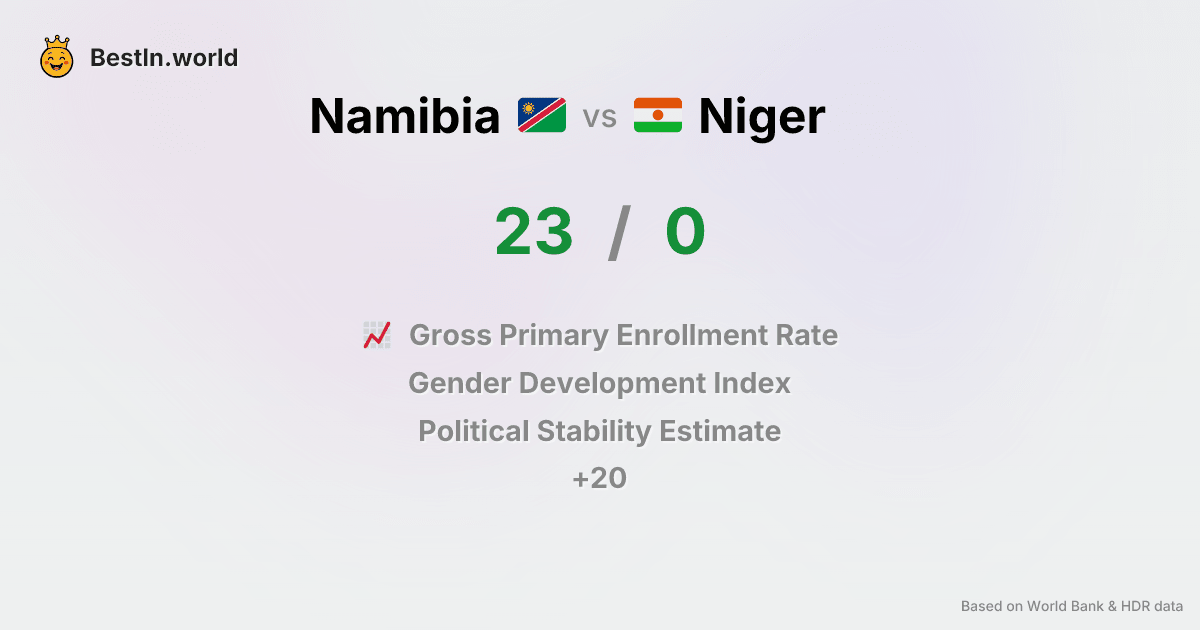 BestIn.world
Namibia vs Niger
23 / 0
Gross Primary Enrollment Rate
Gender Development Index
Political Stability Estimate
+20
Based on World Bank & HDR data